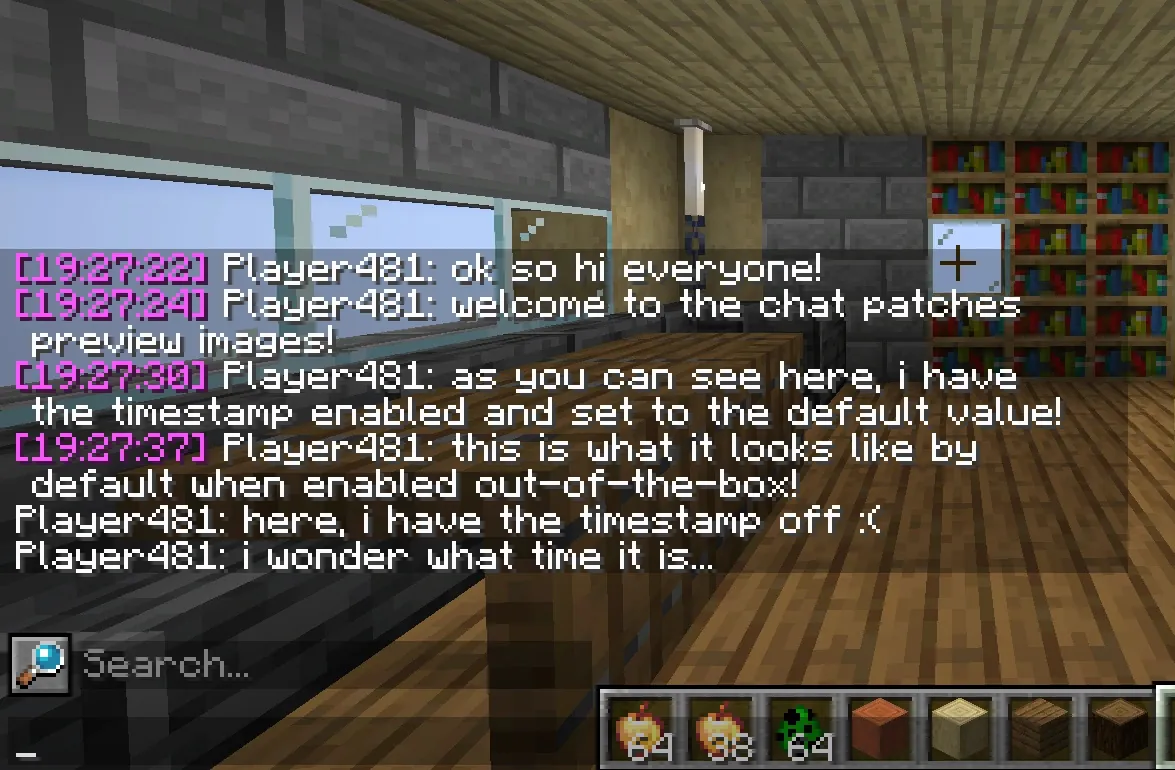 [19:27:22] Player481: ok so hi everyone!
[19:27:24] Player481: welcome to the chat patches
preview images!
[19:27:30] Player481: as you can see here, i have
the timestamp enabled and set to the default value!
[19:27:37] Player481: this is what it looks like by
default when enabled out-of-the-box!
Player481: here, i have the timestamp off :(
Player481: i wonder what time it is...
Search...
_
64 38 64